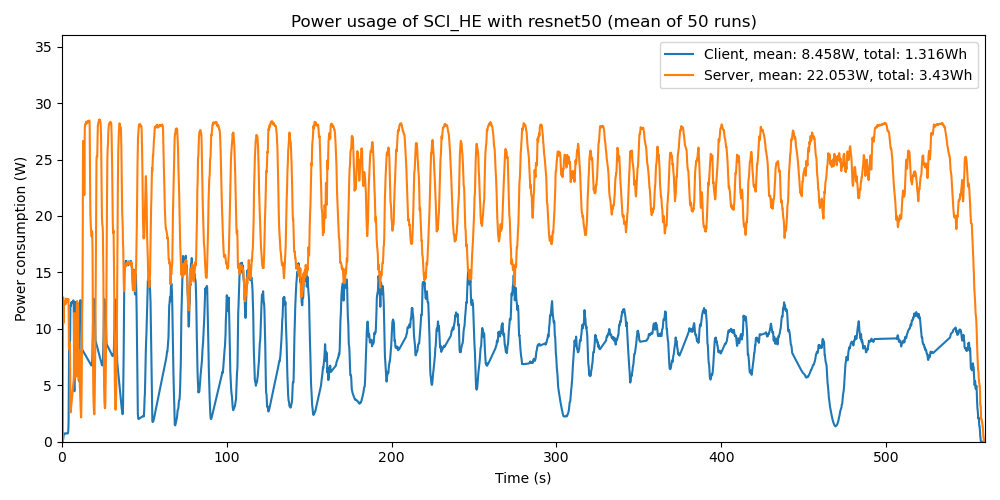 Power usage of SCI_HE with resnet50 (mean of 50 runs)
Client, mean: 8.458W, total: 1.316Wh
Server, mean: 22.053W, total: 3.43Wh
35
30
25
20
15
10
5
0
Power consumption (W)
0 100 200 300 400 500
Time (s)